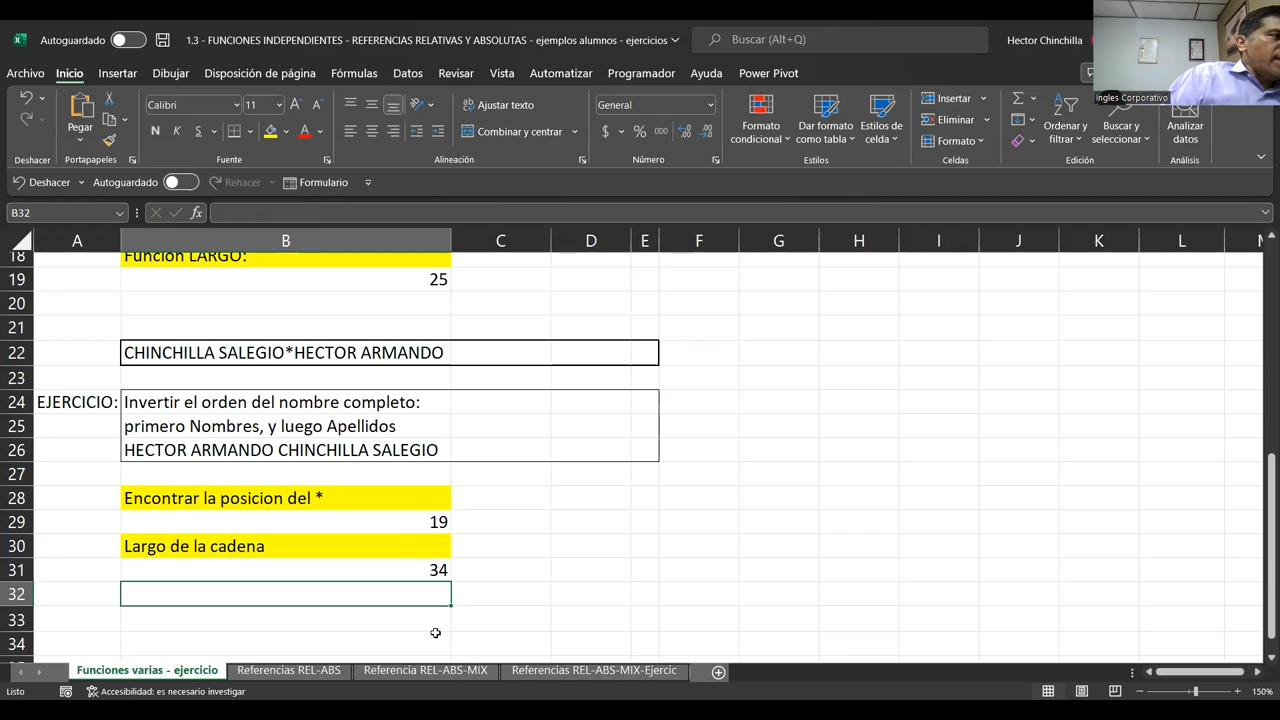 Autoguardado
1.3 - FUNCIONES INDEPENDIENTES - REFERENCIAS RELATIVAS Y ABSOLUTAS - ejemplos alumnos - ejercicios
Buscar (Alt+Q)
Hector Chinchilla
Ingles Corporativo
Archivo Inicio Insertar Dibujar Disposición de página Fórmulas Datos Revisar Vista Automatizar Programador Ayuda Power Pivot
Pegar
Calibri 11
N K S
Ajustar texto
Combinar y centrar
General
$ % 000
Formato condicional
Dar formato como tabla
Estilos de celda
Insertar
Eliminar
Formato
Ordenar y filtrar
Buscar y seleccionar
Analizar datos
Deshacer Portapapeles Fuente Alineación Número Estilos Celdas Edición Análisis
Deshacer Autoguardado Rehacer Formulario
B32 fx
A B C D E F G H I J K L
18 Funcion LARGO:
19 25
20
21
22 CHINCHILLA SALEGIO*HECTOR ARMANDO
23
24 EJERCICIO: Invertir el orden del nombre completo:
25 primero Nombres, y luego Apellidos
26 HECTOR ARMANDO CHINCHILLA SALEGIO
27
28 Encontrar la posicion del *
29 19
30 Largo de la cadena
31 34
32
33
34
Funciones varias - ejercicio Referencias REL-ABS Referencia REL-ABS-MIX Referencias REL-ABS-MIX-Ejercic
Listo Accesibilidad: es necesario investigar 150%